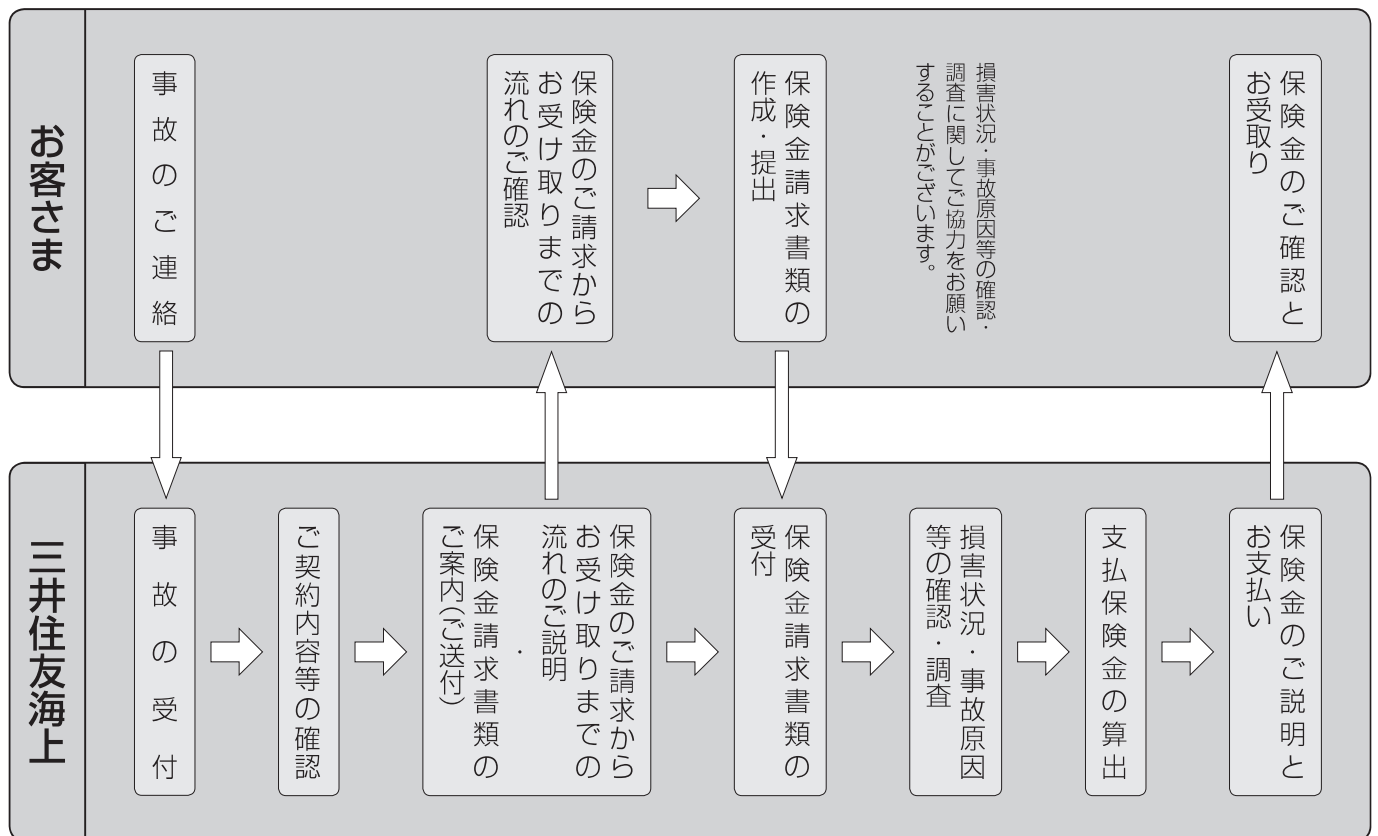 お客さま
事故のご連絡
保険金のご請求から
お受け取りまでの
流れのご確認
保険金請求書類の
作成・提出
損害状況・事故原因等の確認・
調査に関してご協力をお願い
することがございます。
保険金のご確認と
お受取り
三井住友海上
事故の受付
ご契約内容等の確認
保険金のご請求から
お受け取りまでの
流れのご説明
・
保険金請求書類の
ご案内(ご送付)
保険金請求書類の
受付
損害状況・事故原因
等の確認・調査
支払保険金の算出
保険金のご説明と
お支払い